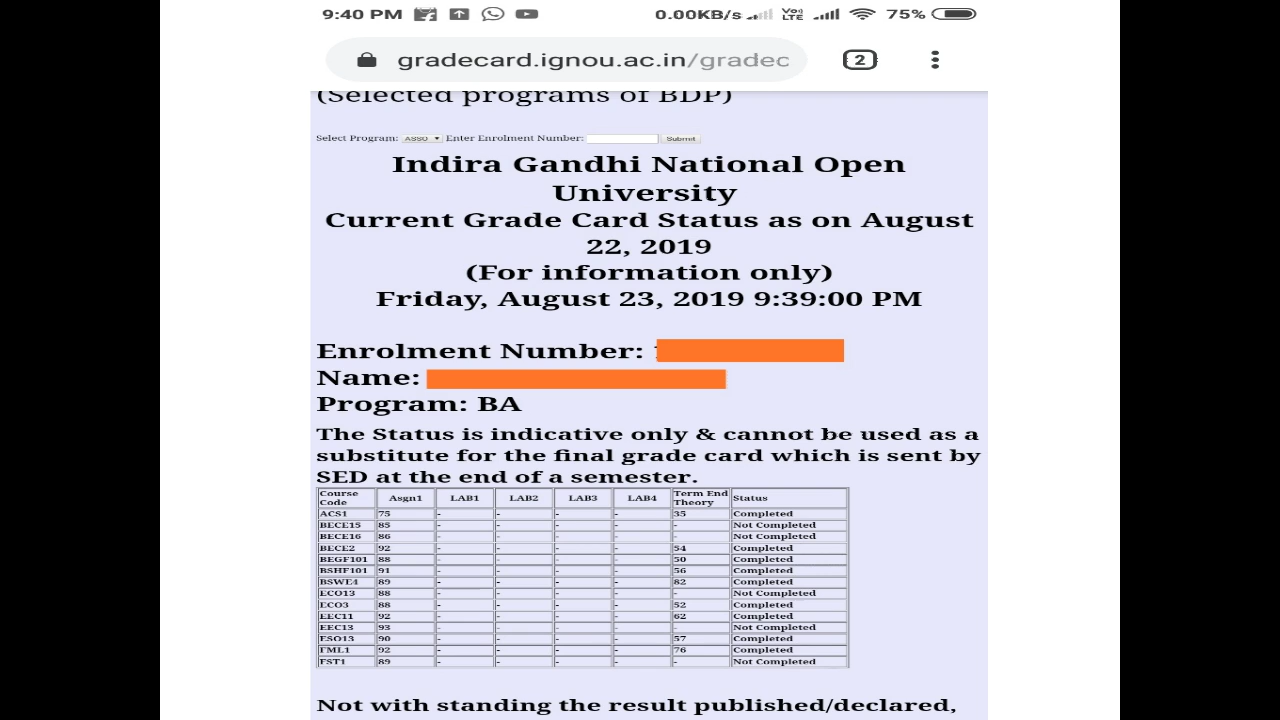 9:40 PM 0.00KB/s Vo) LTE 75%
gradecard.ignou.ac.in/gradec 2
(Selected programs of BDP)
Select Program: ASSO Enter Enrolment Number: Submit
Indira Gandhi National Open
University
Current Grade Card Status as on August
22, 2019
(For information only)
Friday, August 23, 2019 9:39:00 PM
Enrolment Number:
Name:
Program: BA
The Status is indicative only & cannot be used as a
substitute for the final grade card which is sent by
SED at the end of a semester.
Course Code Asgn1 LAB1 LAB2 LAB3 LAB4 Term End Theory Status
ACS1 75 - - - - 35 Completed
BECE15 85 - - - - - Not Completed
BECE16 86 - - - - - Not Completed
BECE2 92 - - - - 54 Completed
BEGF101 88 - - - - 50 Completed
BSHF101 91 - - - - 56 Completed
BSWE4 89 - - - - 82 Completed
ECO13 88 - - - - - Not Completed
ECO3 88 - - - - 52 Completed
EEC11 92 - - - - 62 Completed
EEC13 93 - - - - - Not Completed
ESO13 90 - - - - 57 Completed
FML1 92 - - - - 76 Completed
FST1 89 - - - - - Not Completed
Not with standing the result published/declared,